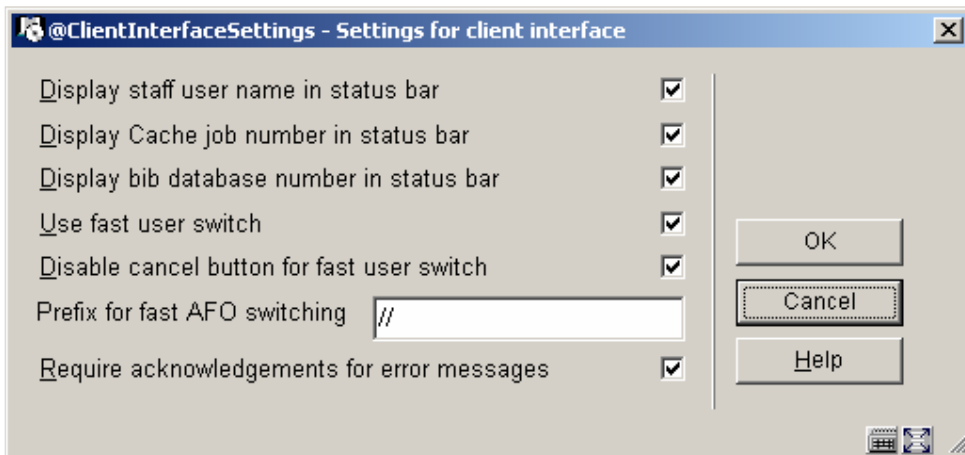 @ClientInterfaceSettings - Settings for client interface
Display staff user name in status bar
Display Cache job number in status bar
Display bib database number in status bar
Use fast user switch
Disable cancel button for fast user switch
Prefix for fast AFO switching //
Require acknowledgements for error messages
OK
Cancel
Help